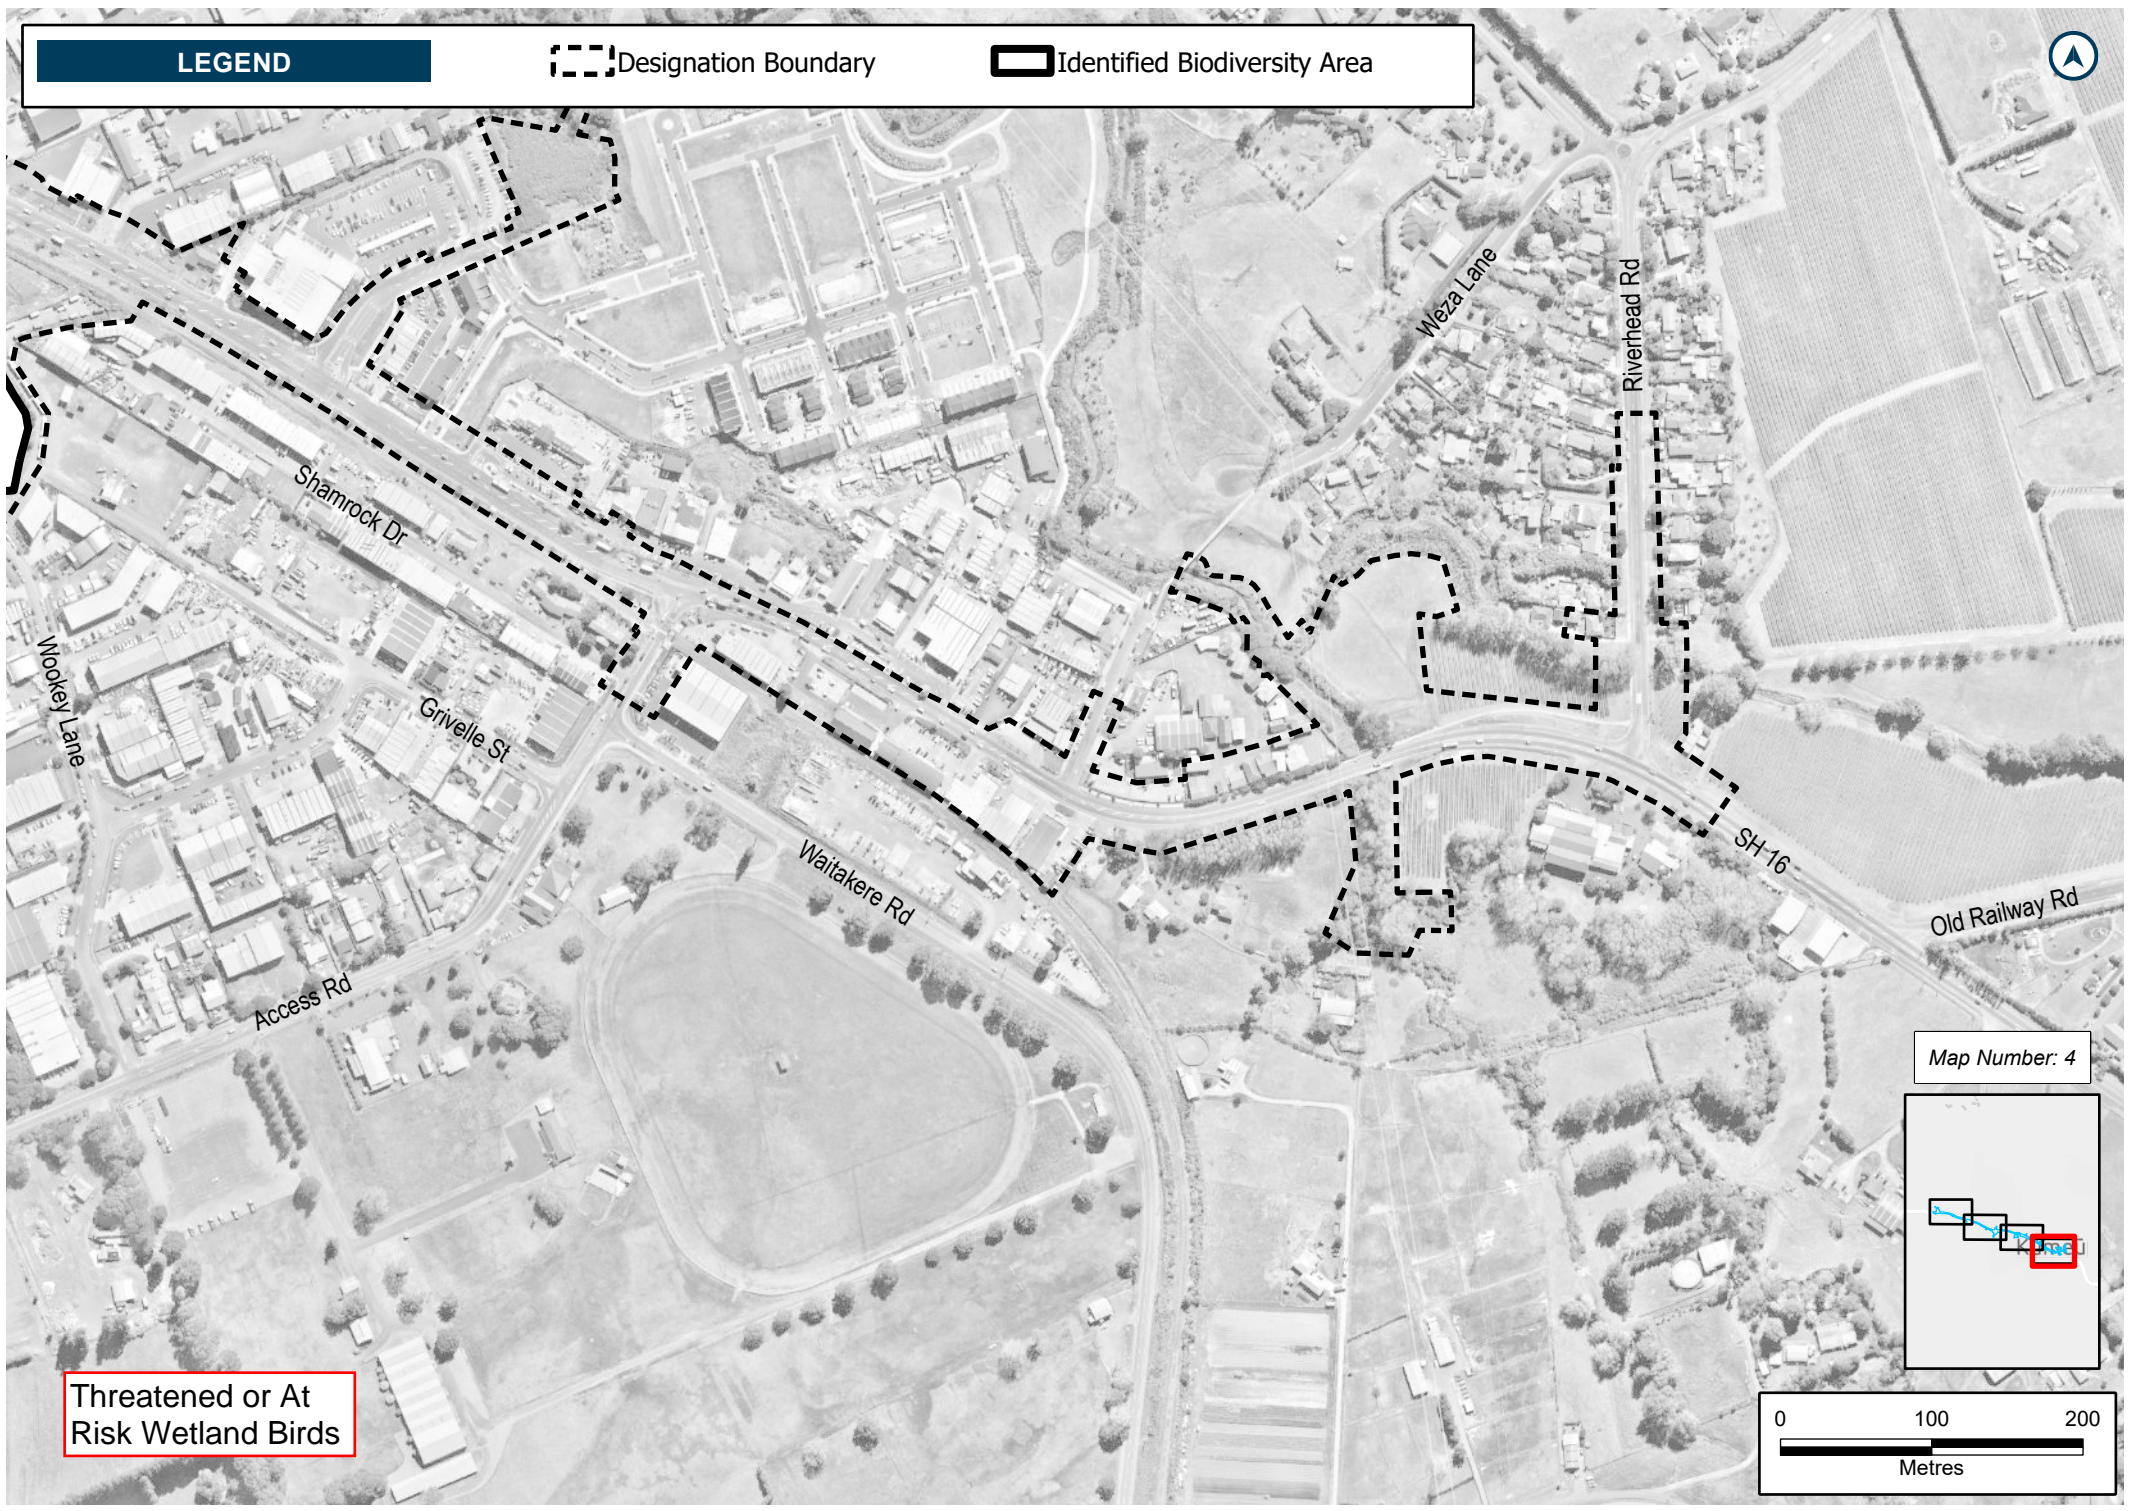 LEGEND
Designation Boundary
Identified Biodiversity Area
Weza Lane
Riverhead Rd
Shamrock Dr
Wookey Lane
Grivelle St
Waitakere Rd
SH 16
Old Railway Rd
Access Rd
Map Number: 4
Kumeū
Threatened or At
Risk Wetland Birds
0 100 200
Metres